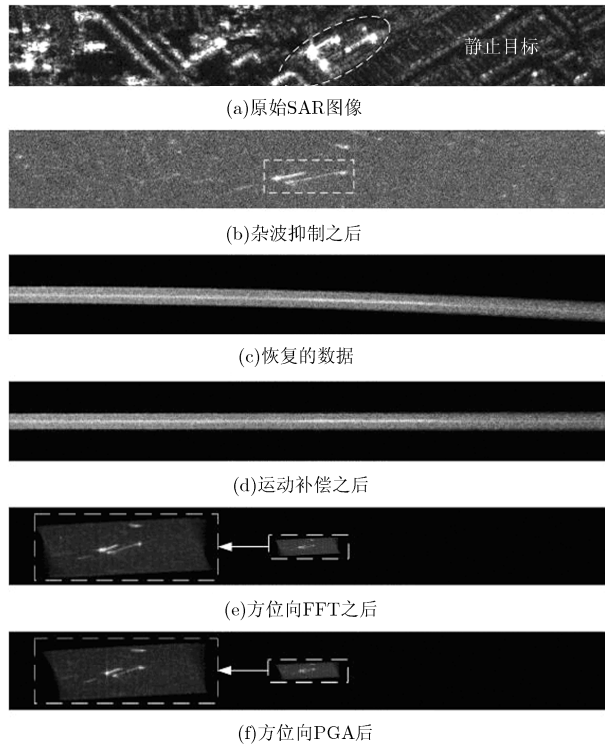 静止目标
(a)原始SAR图像
(b)杂波抑制之后
(c)恢复的数据
(d)运动补偿之后
(e)方位向FFT之后
(f)方位向PGA后